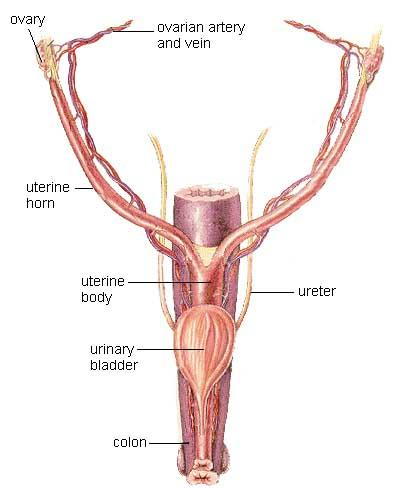 ovary
ovarian artery
and vein
uterine
horn
uterine
body
ureter
urinary
bladder
colon